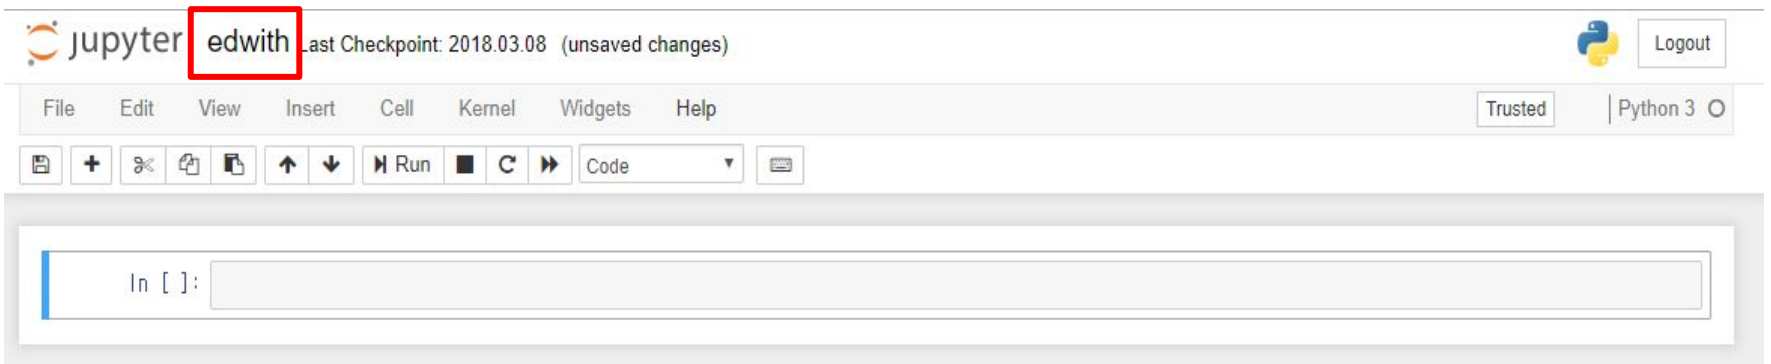 jupyter edwith Last Checkpoint: 2018.03.08 (unsaved changes) Logout
File Edit View Insert Cell Kernel Widgets Help Trusted Python 3
Run Code
In [ ]: